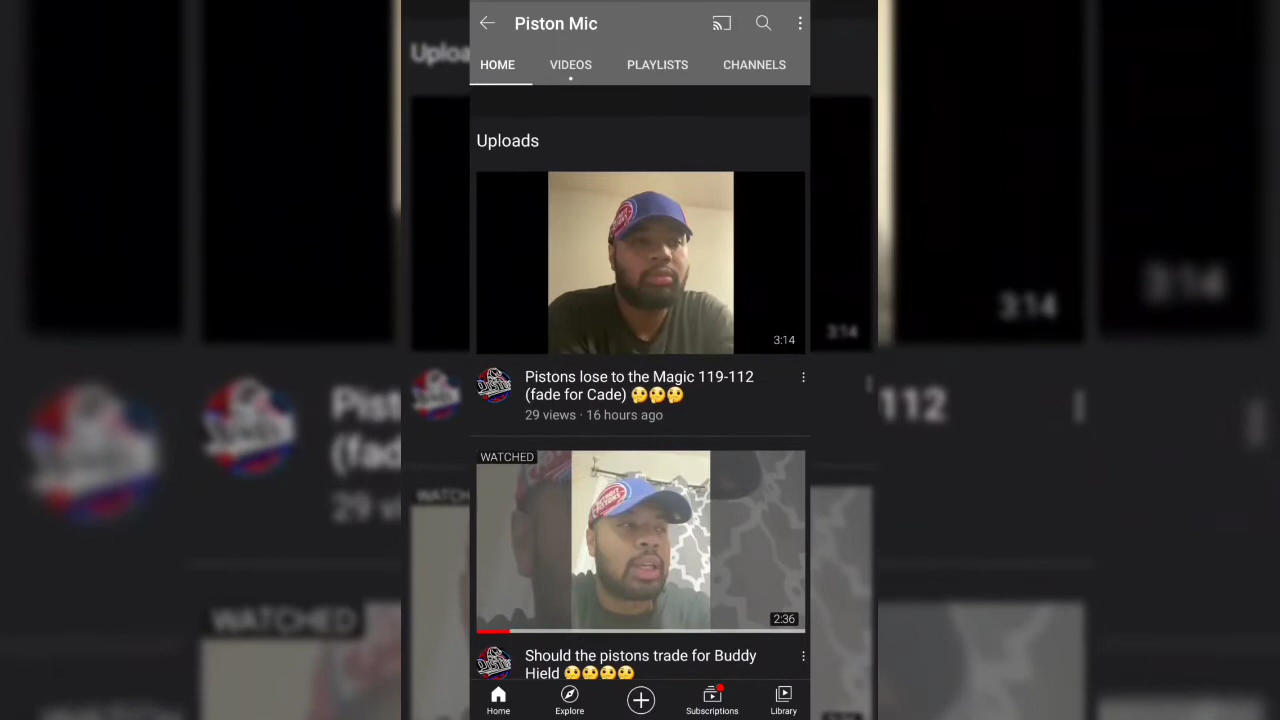 Piston Mic
HOME VIDEOS PLAYLISTS CHANNELS
Uploads
3:14
Pistons lose to the Magic 119-112
(fade for Cade) 🤔🤔🤔
29 views · 16 hours ago
WATCHED
2:36
Should the pistons trade for Buddy
Hield 🤔🤔🤔🤔
Home Explore Subscriptions Library